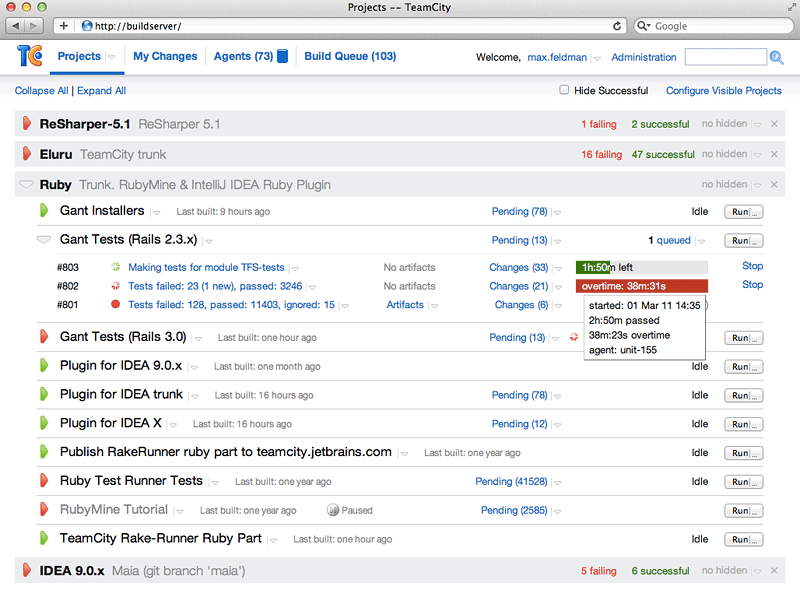 Projects -- TeamCity
http://buildserver/ Google
TC Projects My Changes Agents (73) Build Queue (103) Welcome, max.feldman Administration
Collapse All | Expand All Hide Successful Configure Visible Projects
ReSharper-5.1 ReSharper 5.1 1 failing 2 successful no hidden
Eluru TeamCity trunk 16 failing 47 successful no hidden
Ruby Trunk. RubyMine & IntelliJ IDEA Ruby Plugin no hidden
Gant Installers Last built: 9 hours ago Pending (78) Idle Run ...
Gant Tests (Rails 2.3.x) Pending (13) 1 queued Run ...
#803 Making tests for module TFS-tests No artifacts Changes (33) 1h:50m left Stop
#802 Tests failed: 23 (1 new), passed: 3246 No artifacts Changes (21) overtime: 38m:31s Stop
#801 Tests failed: 128, passed: 11403, ignored: 15 Artifacts Changes (6)
started: 01 Mar 11 14:35
2h:50m passed
38m:23s overtime
agent: unit-155
Gant Tests (Rails 3.0) Last built: one hour ago Pending (13) Run ...
Plugin for IDEA 9.0.x Last built: one month ago Idle Run ...
Plugin for IDEA trunk Last built: 16 hours ago Pending (78) Idle Run ...
Plugin for IDEA X Last built: 16 hours ago Pending (12) Idle Run ...
Publish RakeRunner ruby part to teamcity.jetbrains.com Last built: one year ago Idle Run ...
Ruby Test Runner Tests Last built: one year ago Pending (41528) Idle Run ...
RubyMine Tutorial Last built: one year ago Paused Pending (2585) Run ...
TeamCity Rake-Runner Ruby Part Last built: one hour ago Idle Run ...
IDEA 9.0.x Maia (git branch 'maia') 5 failing 6 successful no hidden